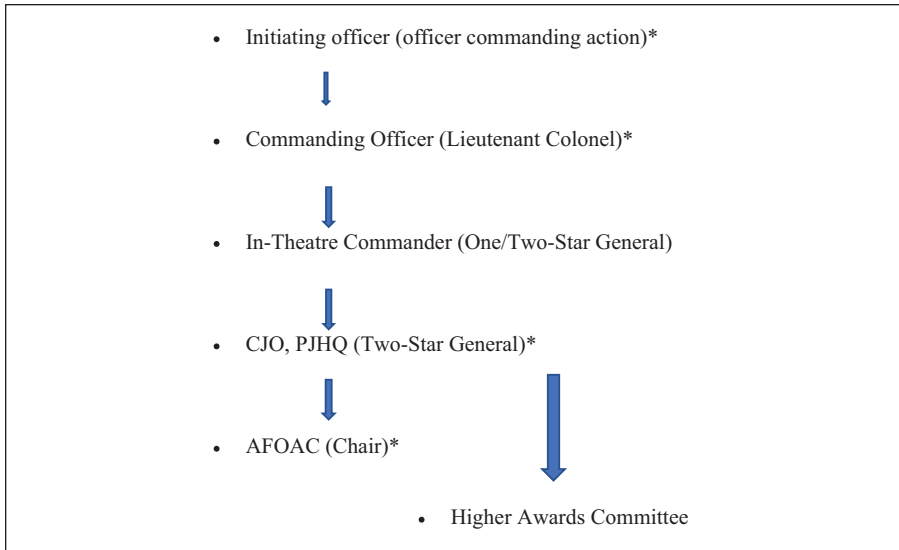 • Initiating officer (officer commanding action)*
• Commanding Officer (Lieutenant Colonel)*
• In-Theatre Commander (One/Two-Star General)
• CJO, PJHQ (Two-Star General)*
• AFOAC (Chair)*
• Higher Awards Committee